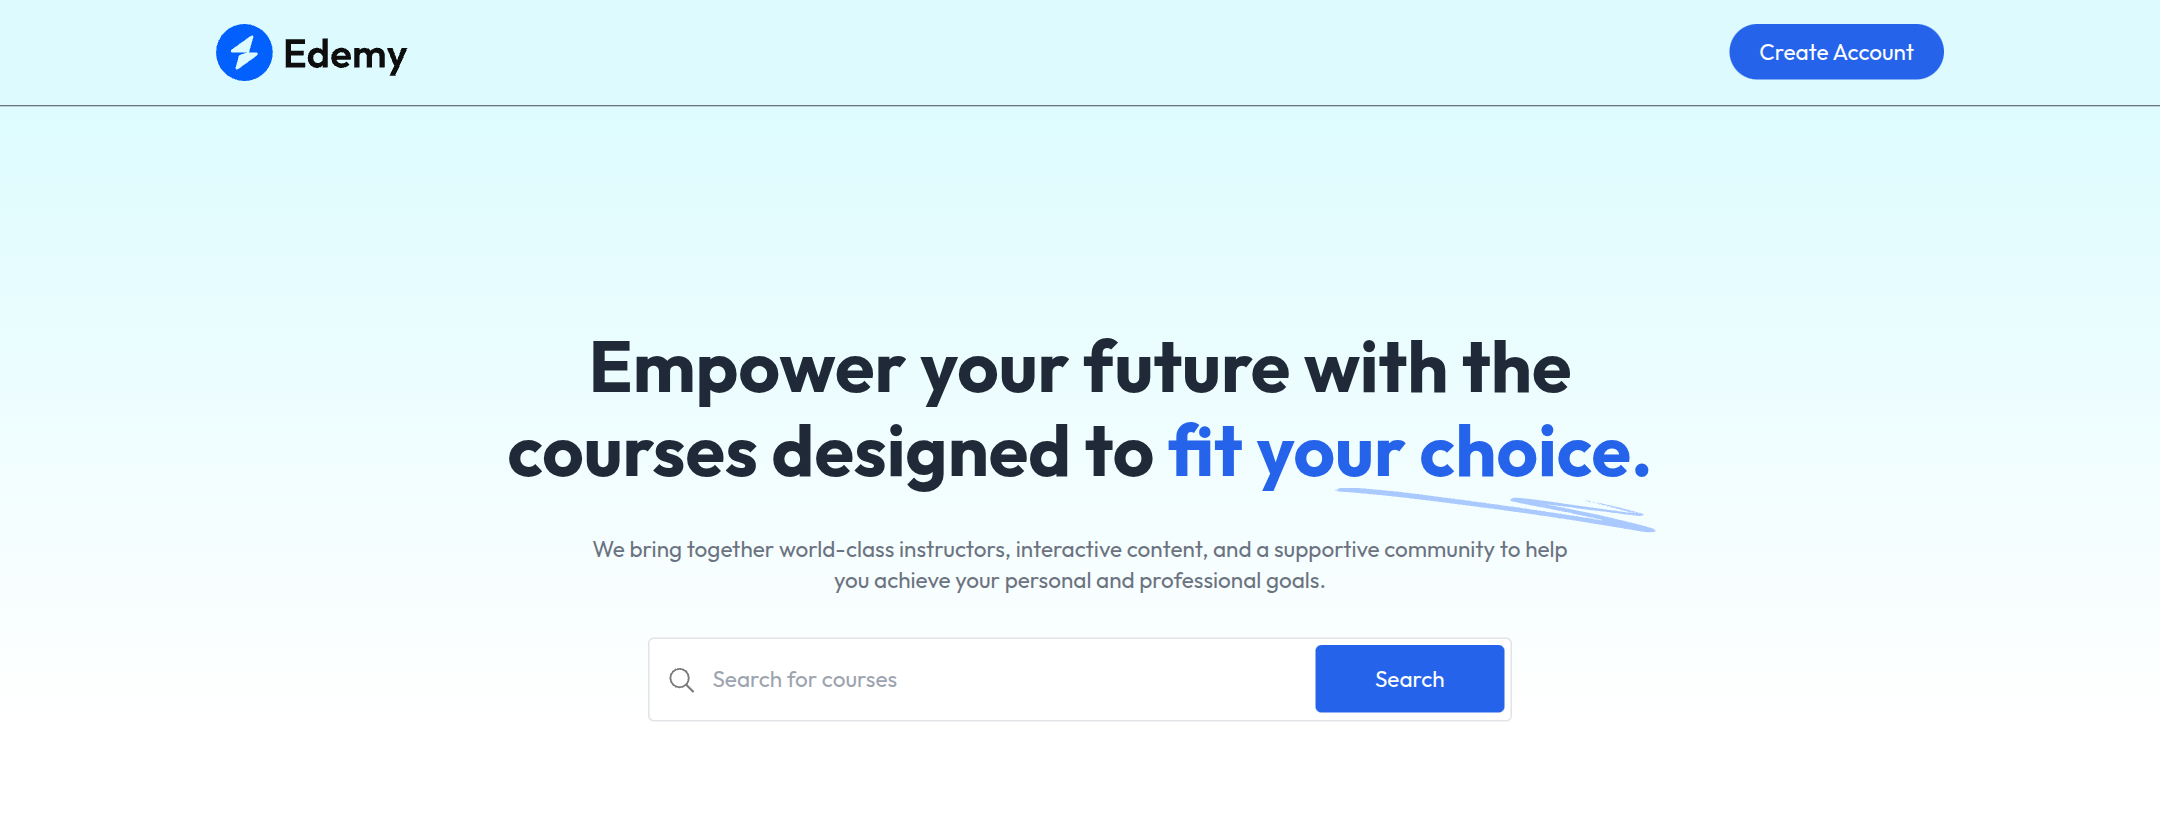 Edemy
Create Account
Empower your future with the
courses designed to fit your choice.
We bring together world-class instructors, interactive content, and a supportive community to help
you achieve your personal and professional goals.
Search for courses
Search